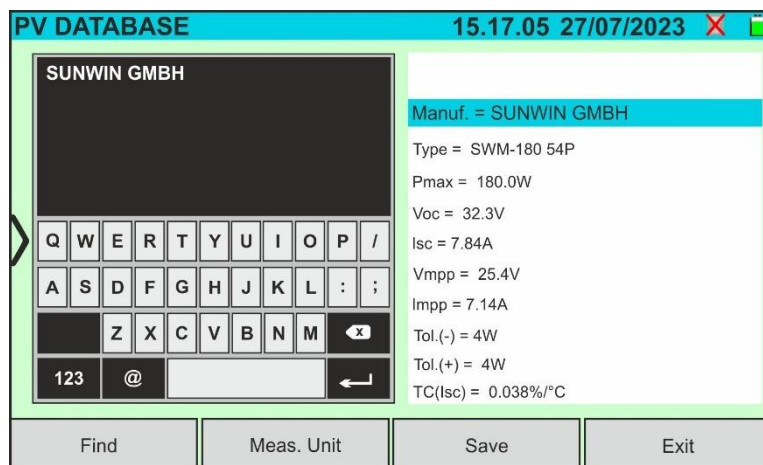 PV DATABASE 15.17.05 27/07/2023
SUNWIN GMBH
Q W E R T Y U I O P /
A S D F G H J K L : ;
Z X C V B N M x
123 @
Manuf. = SUNWIN GMBH
Type = SWM-180 54P
Pmax = 180.0W
Voc = 32.3V
Isc = 7.84A
Vmpp = 25.4V
Impp = 7.14A
Tol.(-) = 4W
Tol.(+) = 4W
TC(Isc) = 0.038%/°C
Find Meas. Unit Save Exit